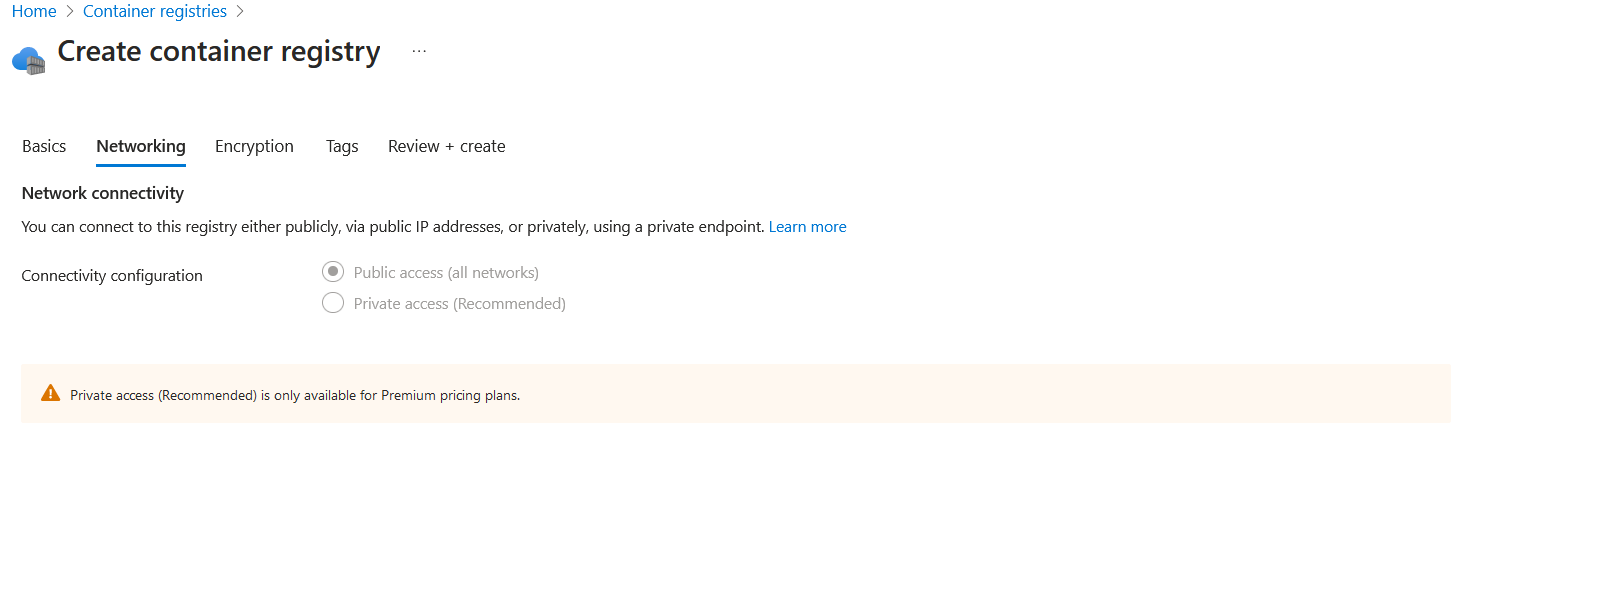 Home > Container registries >
Create container registry ...
Basics Networking Encryption Tags Review + create
Network connectivity
You can connect to this registry either publicly, via public IP addresses, or privately, using a private endpoint. Learn more
Connectivity configuration
Public access (all networks)
Private access (Recommended)
Private access (Recommended) is only available for Premium pricing plans.